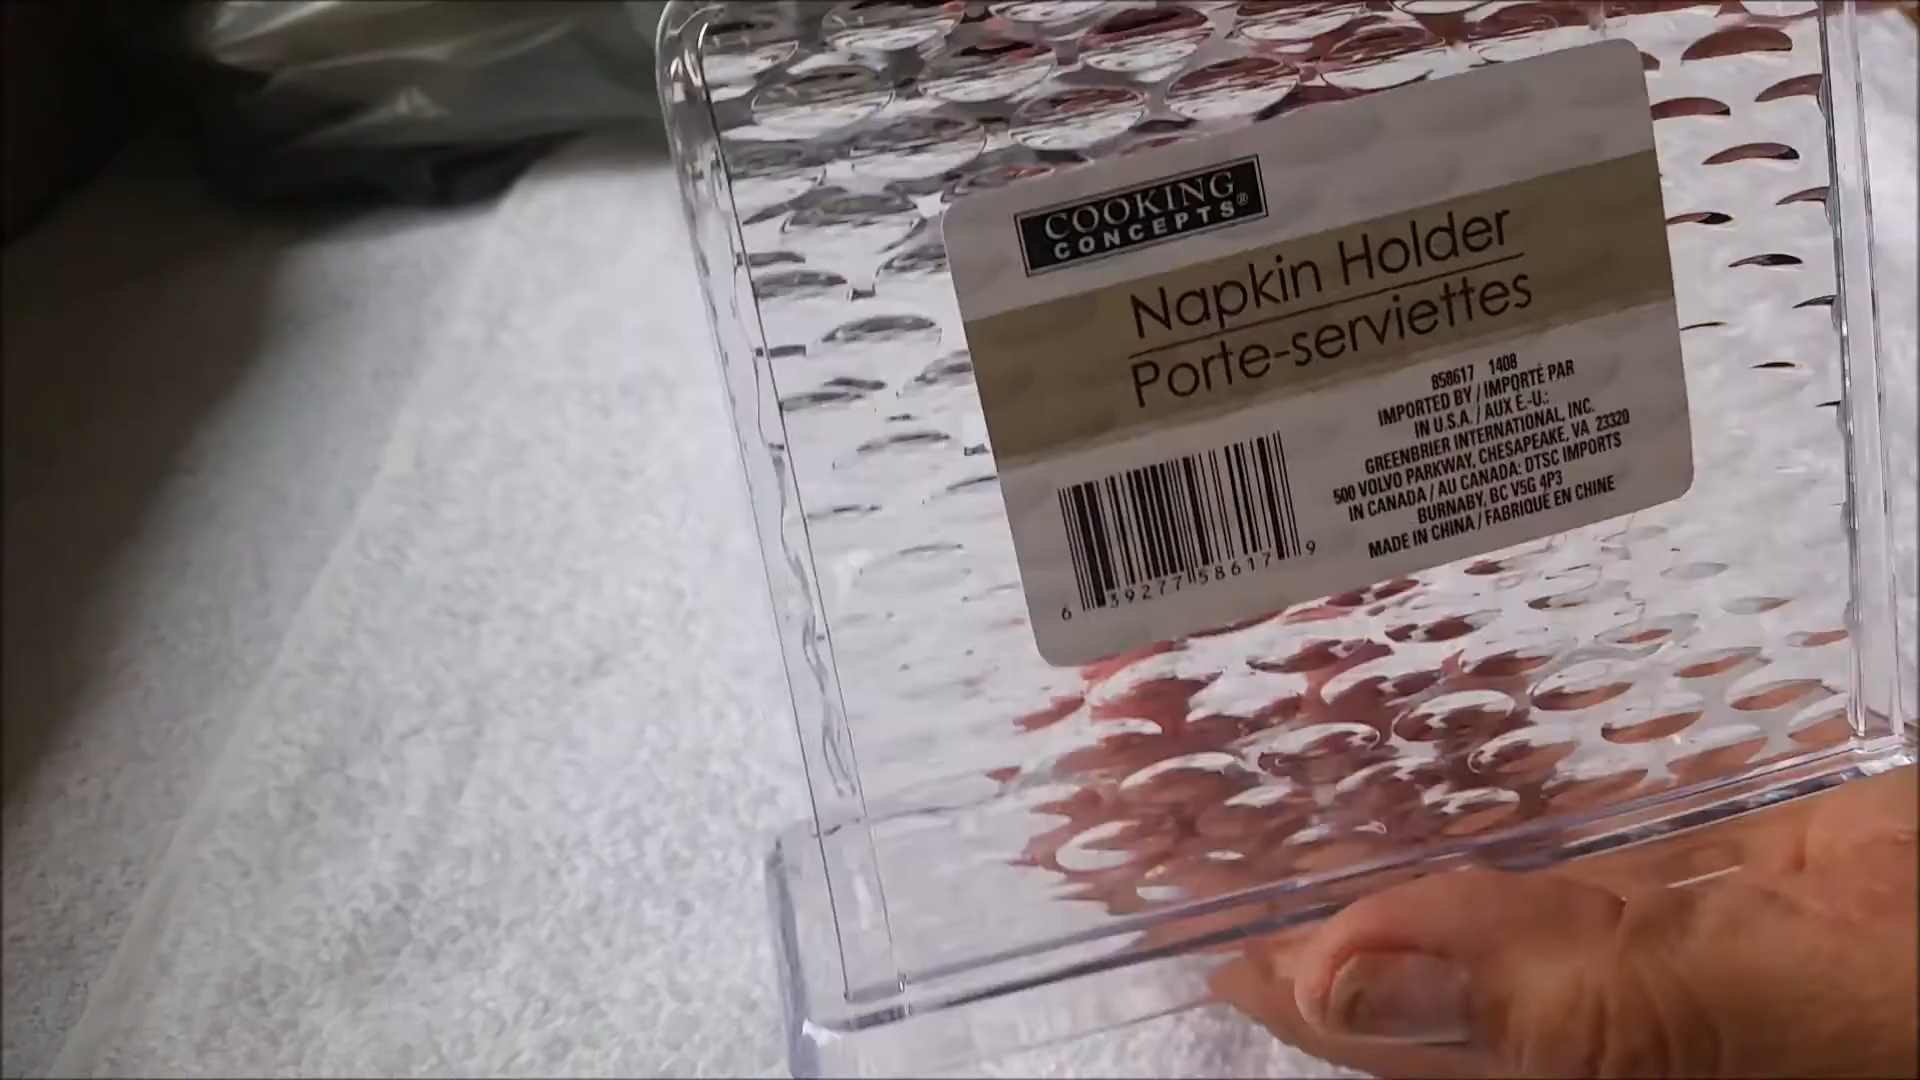 COOKING
CONCEPTS®
Napkin Holder
Porte-serviettes
858617 1408
IMPORTED BY / IMPORTÉ PAR
IN U.S.A. / AUX E.-U.:
GREENBRIER INTERNATIONAL, INC.
500 VOLVO PARKWAY, CHESAPEAKE, VA 23320
IN CANADA / AU CANADA: DTSC IMPORTS
BURNABY, BC V5G 4P3
MADE IN CHINA / FABRIQUE EN CHINE
6 39277 58617 9